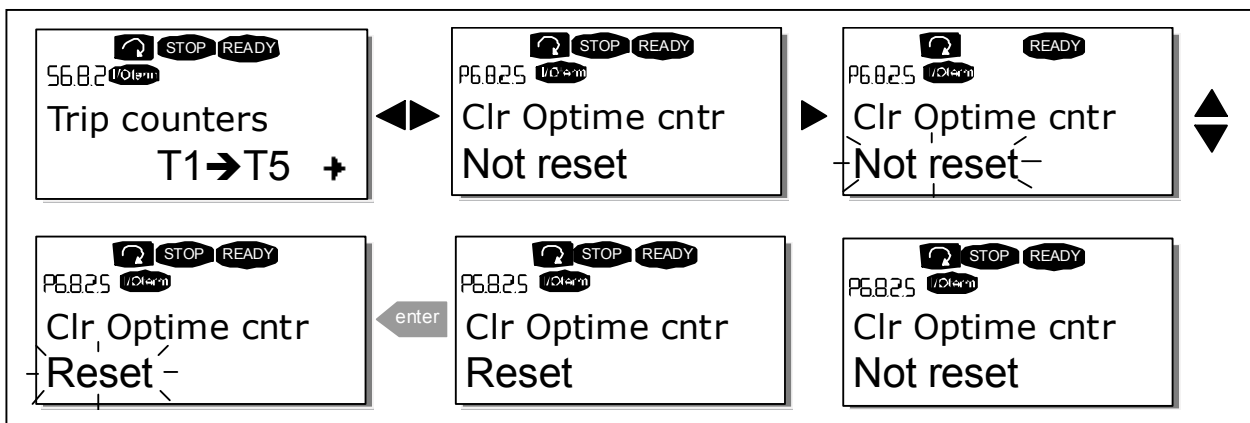 STOP READY
S6.8.2 I/Oterm
Trip counters
T1➔T5
STOP READY
P6.8.2.5 I/Oterm
Clr Optime cntr
Not reset
READY
P6.8.2.5 I/Oterm
Clr Optime cntr
Not reset
STOP READY
P6.8.2.5 I/Oterm
Clr Optime cntr
Reset
enter
STOP READY
P6.8.2.5 I/Oterm
Clr Optime cntr
Reset
STOP READY
P6.8.2.5 I/Oterm
Clr Optime cntr
Not reset